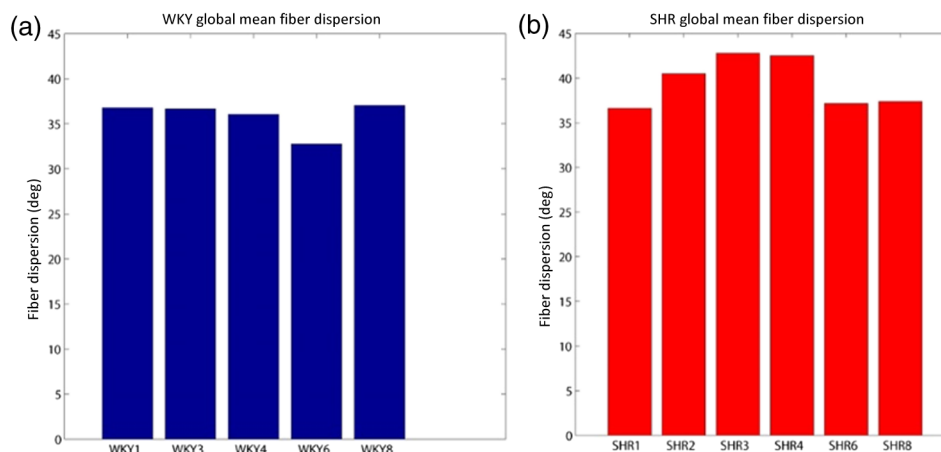 (a)
WKY global mean fiber dispersion
Fiber dispersion (deg)
45
40
35
30
25
20
15
10
5
0
WKY1 WKY3 WKY4 WKY6 WKY8
(b)
SHR global mean fiber dispersion
Fiber dispersion (deg)
45
40
35
30
25
20
15
10
5
0
SHR1 SHR2 SHR3 SHR4 SHR6 SHR8